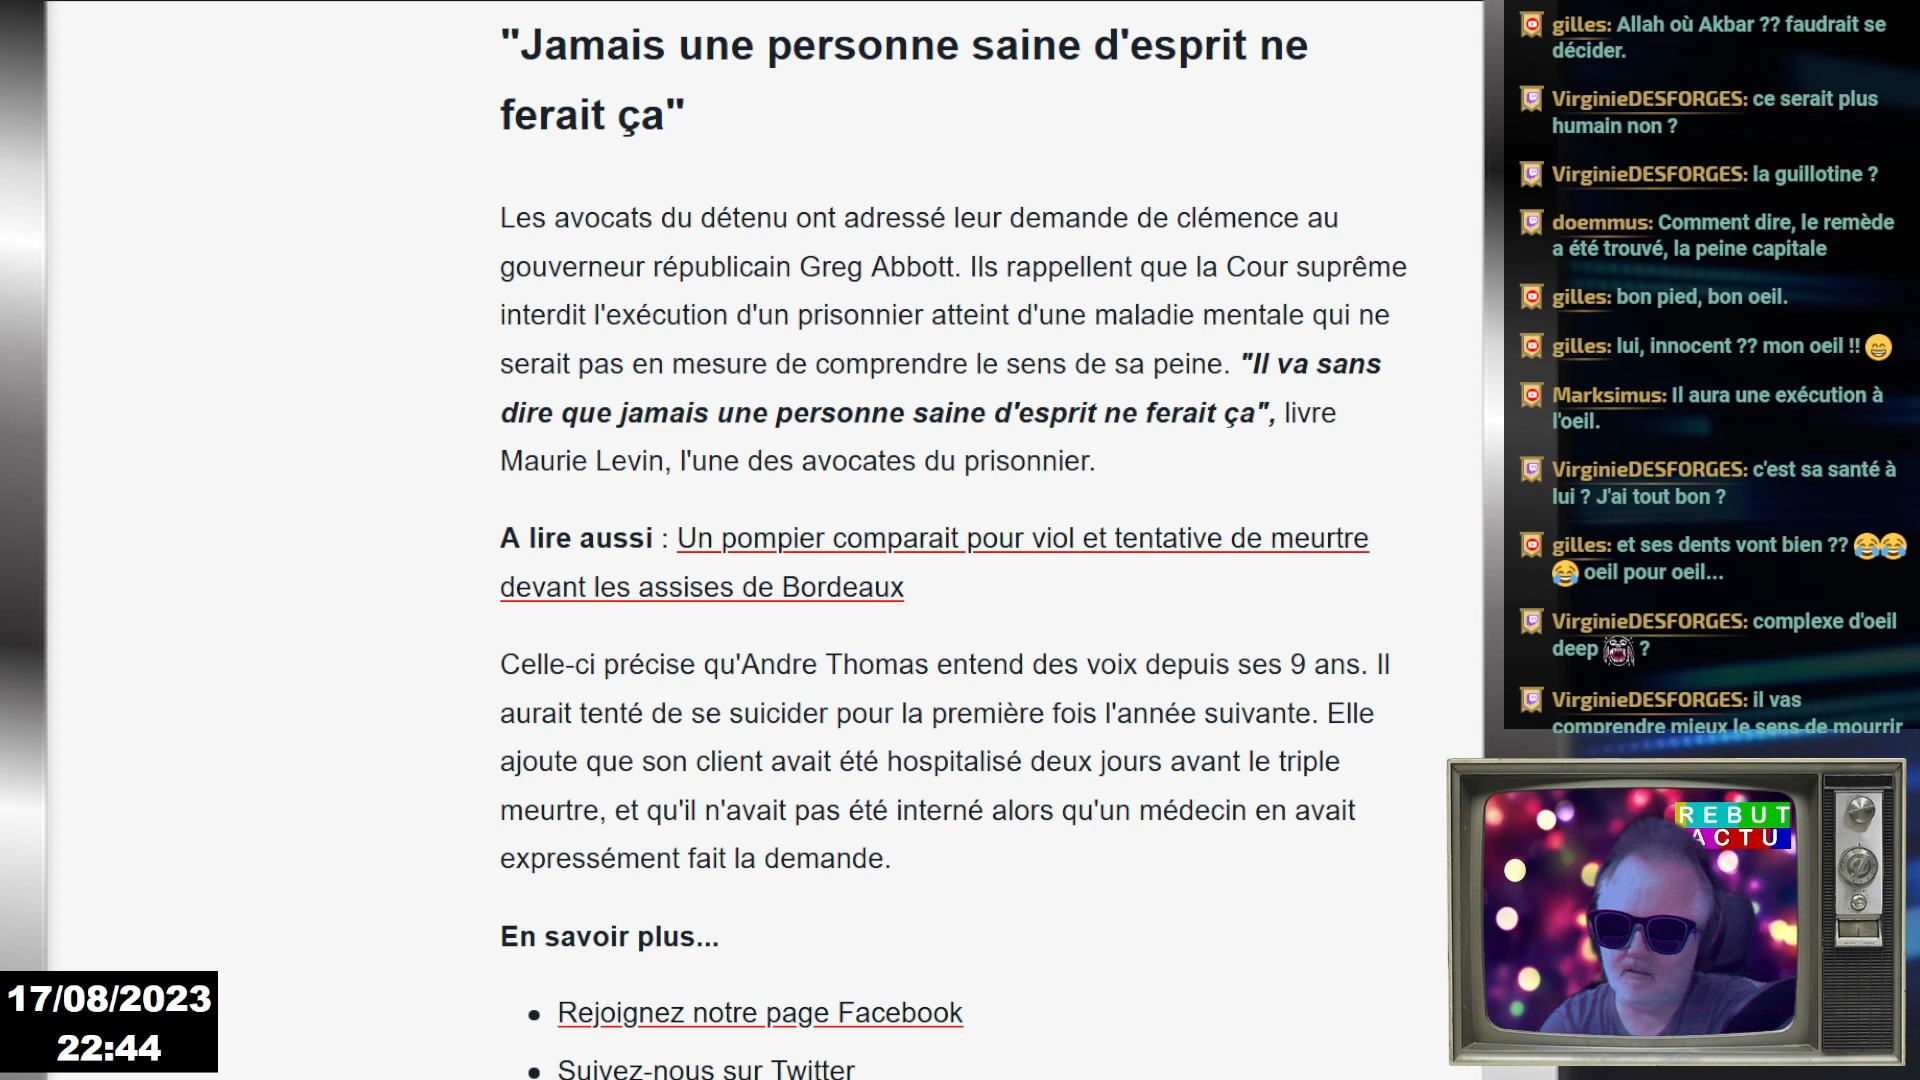 "Jamais une personne saine d'esprit ne
ferait ça"
Les avocats du détenu ont adressé leur demande de clémence au
gouverneur républicain Greg Abbott. Ils rappellent que la Cour suprême
interdit l'exécution d'un prisonnier atteint d'une maladie mentale qui ne
serait pas en mesure de comprendre le sens de sa peine. "Il va sans
dire que jamais une personne saine d'esprit ne ferait ça", livre
Maurie Levin, l'une des avocates du prisonnier.
A lire aussi : Un pompier comparait pour viol et tentative de meurtre
devant les assises de Bordeaux
Celle-ci précise qu'Andre Thomas entend des voix depuis ses 9 ans. Il
aurait tenté de se suicider pour la première fois l'année suivante. Elle
ajoute que son client avait été hospitalisé deux jours avant le triple
meurtre, et qu'il n'avait pas été interné alors qu'un médecin en avait
expressément fait la demande.
En savoir plus...
• Rejoignez notre page Facebook
• Suivez-nous sur Twitter
17/08/2023
22:44
gilles: Allah où Akbar ?? faudrait se
décider.
VirginieDESFORGES: ce serait plus
humain non ?
VirginieDESFORGES: la guillotine ?
doemmus: Comment dire, le remède
a été trouvé, la peine capitale
gilles: bon pied, bon oeil.
gilles: lui, innocent ?? mon oeil !! 😁
Marksimus: Il aura une exécution à
l'oeil.
VirginieDESFORGES: c'est sa santé à
lui ? J'ai tout bon ?
gilles: et ses dents vont bien ?? 😂😂
😂 oeil pour oeil...
VirginieDESFORGES: complexe d'oeil
deep ?
VirginieDESFORGES: il vas
comprendre mieux le sens de mourrir
REBUT
ACTU